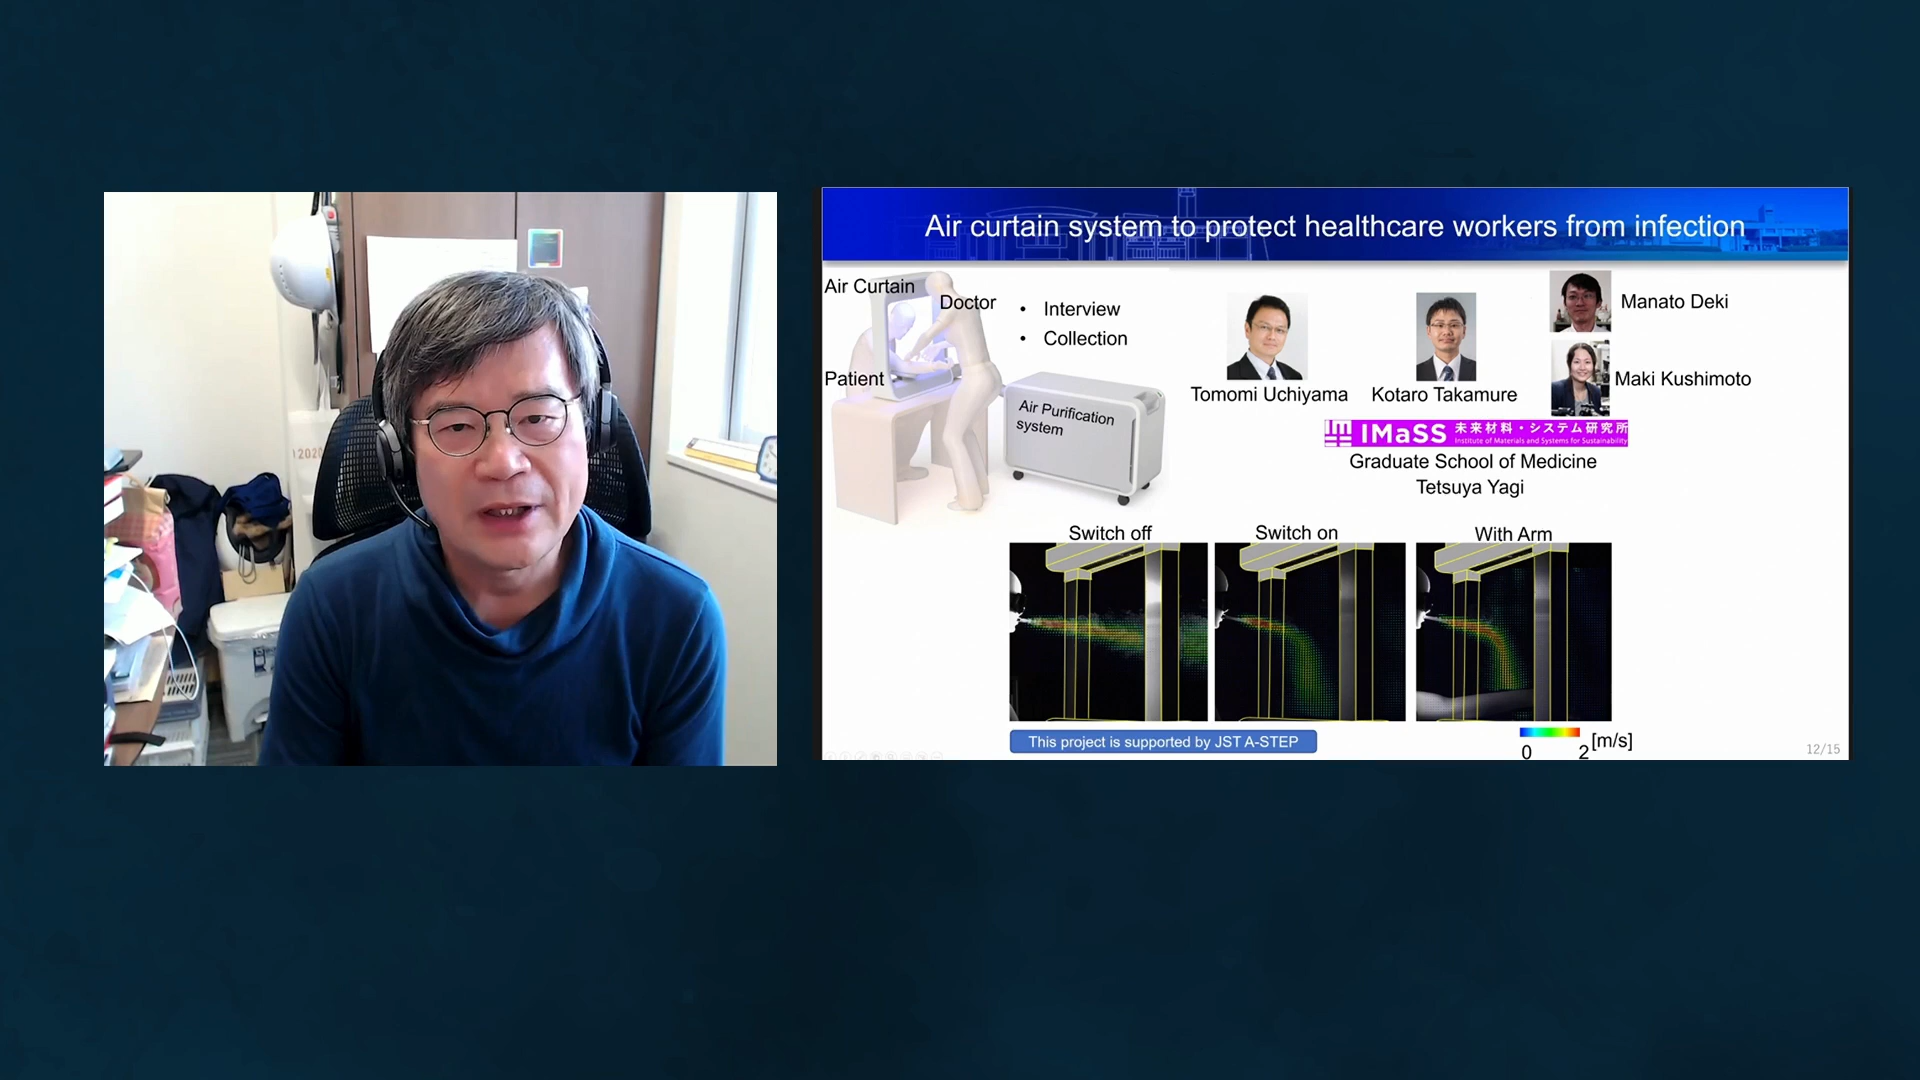 Air curtain system to protect healthcare workers from infection
Air Curtain
Doctor
Patient
• Interview
• Collection
Air Purification
system
Tomomi Uchiyama
Kotaro Takamure
Manato Deki
Maki Kushimoto
IMaSS 未来材料・システム研究所
Institute of Materials and Systems for Sustainability
Graduate School of Medicine
Tetsuya Yagi
Switch off
Switch on
With Arm
This project is supported by JST A-STEP
0
2
[m/s]
12/15
2020